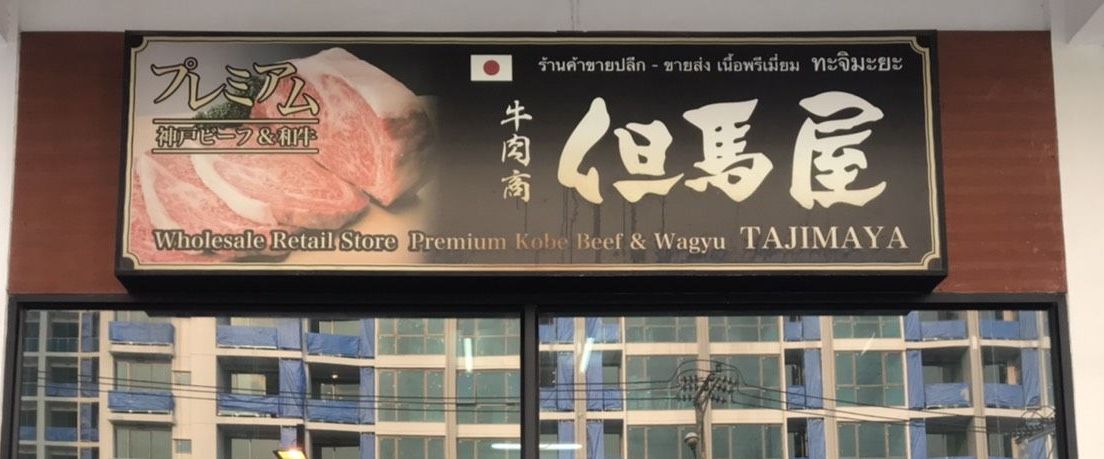 プレミアム
神戸ビーフ&和牛
ร้านค้าขายปลีก - ขายส่ง เนื้อพรีเมี่ยม ทะจิมะยะ
牛肉商
但馬屋
Wholesale Retail Store Premium Kobe Beef & Wagyu TAJIMAYA